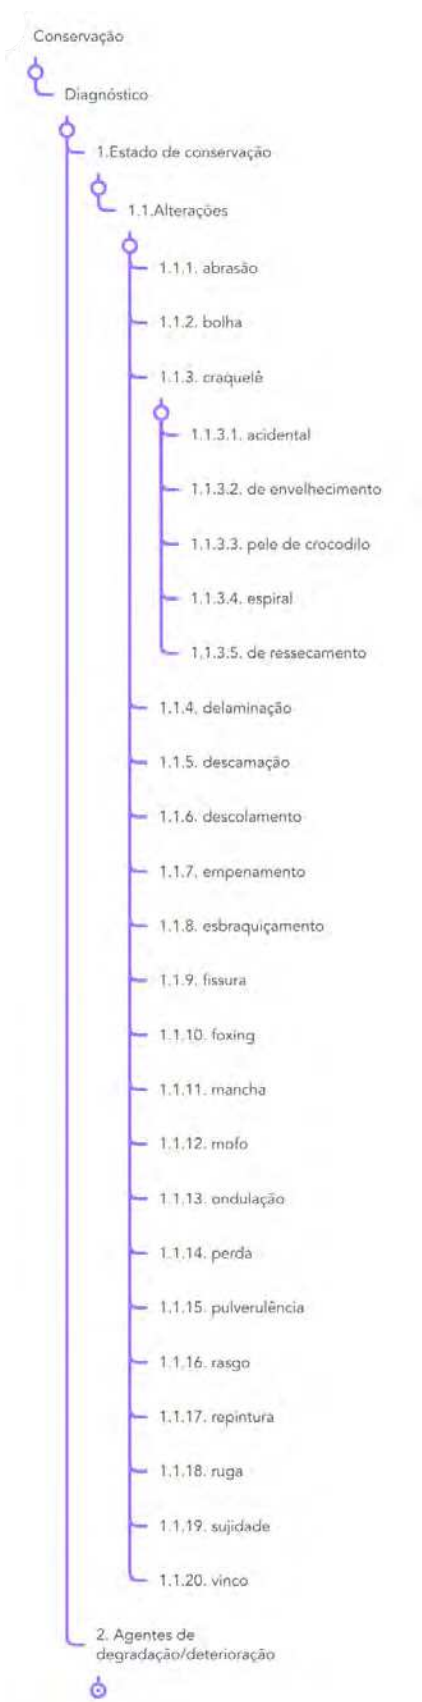 Conservação
Diagnóstico
1.Estado de conservação
1.1.Alterações
1.1.1. abrasão
1.1.2. bolha
1.1.3. craquelê
1.1.3.1. acidental
1.1.3.2. de envelhecimento
1.1.3.3. pele de crocodilo
1.1.3.4. espiral
1.1.3.5. de ressecamento
1.1.4. delaminação
1.1.5. descamação
1.1.6. descolamento
1.1.7. empenamento
1.1.8. esbraquiçamento
1.1.9. fissura
1.1.10. foxing
1.1.11. mancha
1.1.12. mofo
1.1.13. ondulação
1.1.14. perda
1.1.15. pulverulência
1.1.16. rasgo
1.1.17. repintura
1.1.18. ruga
1.1.19. sujidade
1.1.20. vinco
2. Agentes de
degradação/deterioração